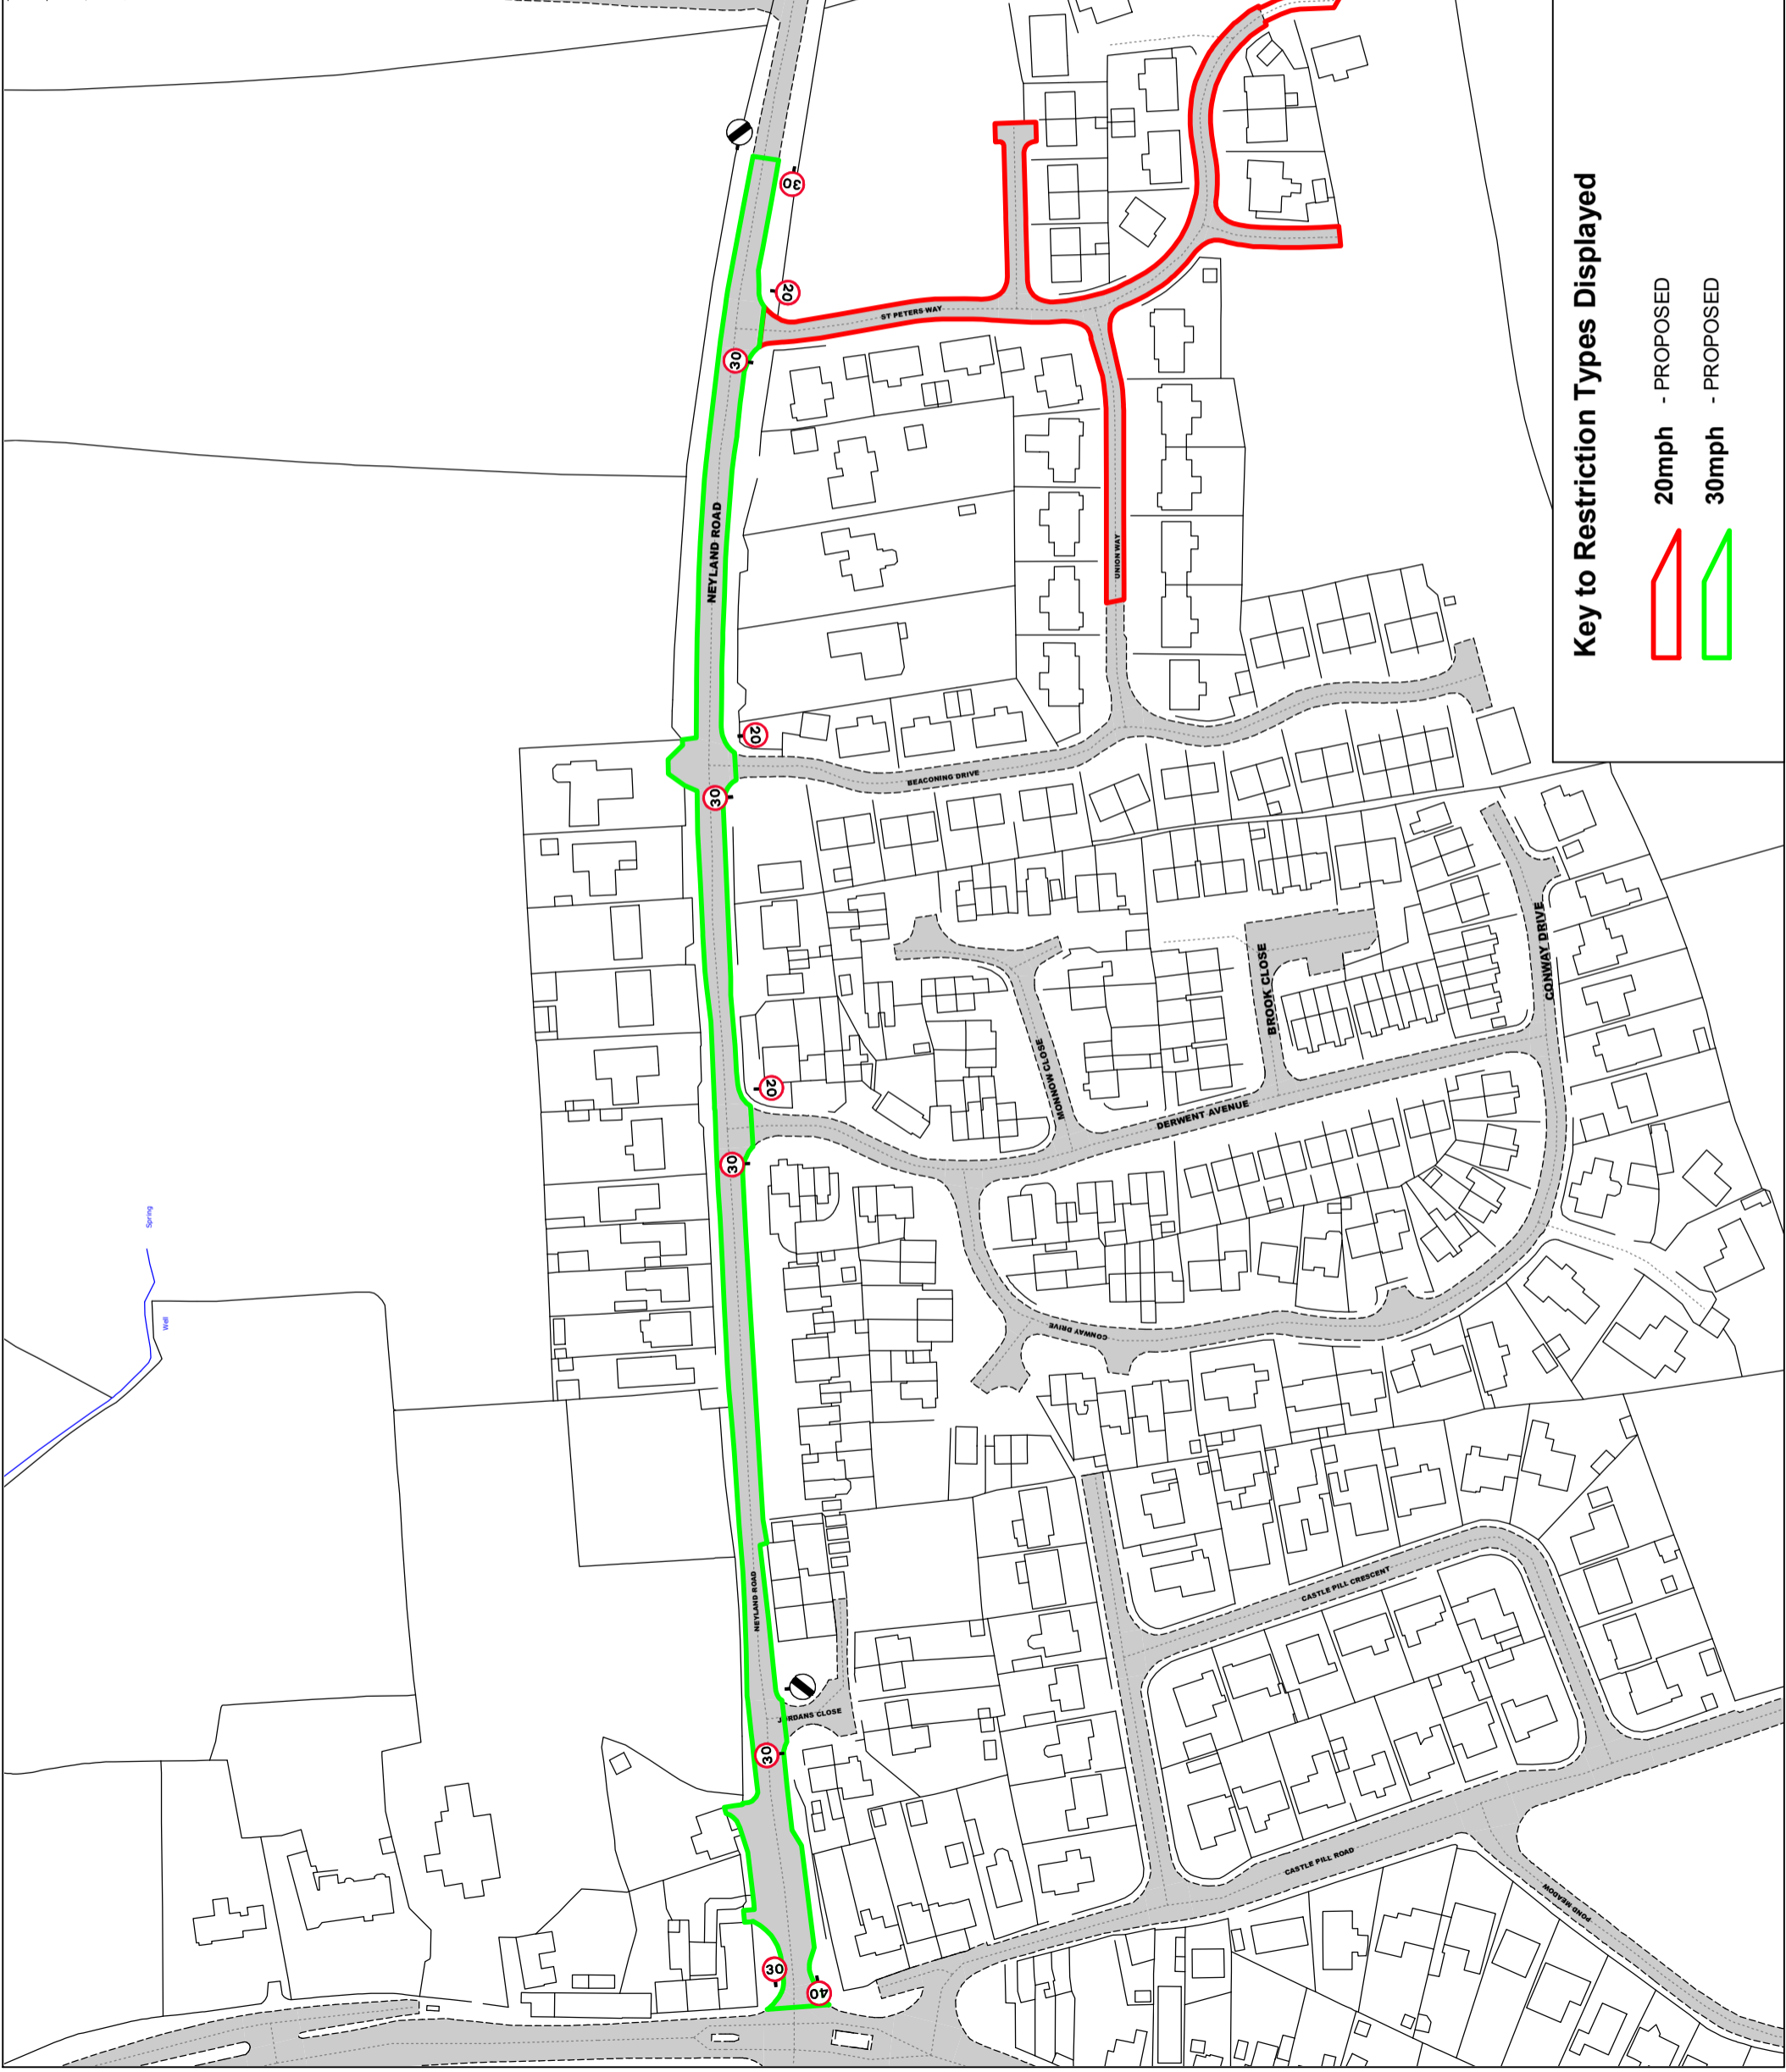 Key to Restriction Types Displayed
20mph - PROPOSED
30mph - PROPOSED
NEYLAND ROAD
NEYLAND ROAD
ST PETERS WAY
UNION WAY
BEACONING DRIVE
MONNOW CLOSE
BROOK CLOSE
CONWAY DRIVE
DERWENT AVENUE
CONWAY DRIVE
CASTLE PILL CRESCENT
JORDANS CLOSE
CASTLE PILL ROAD
POND MEADOW
Spring
Well
30
20
30
20
30
20
30
30
30
40